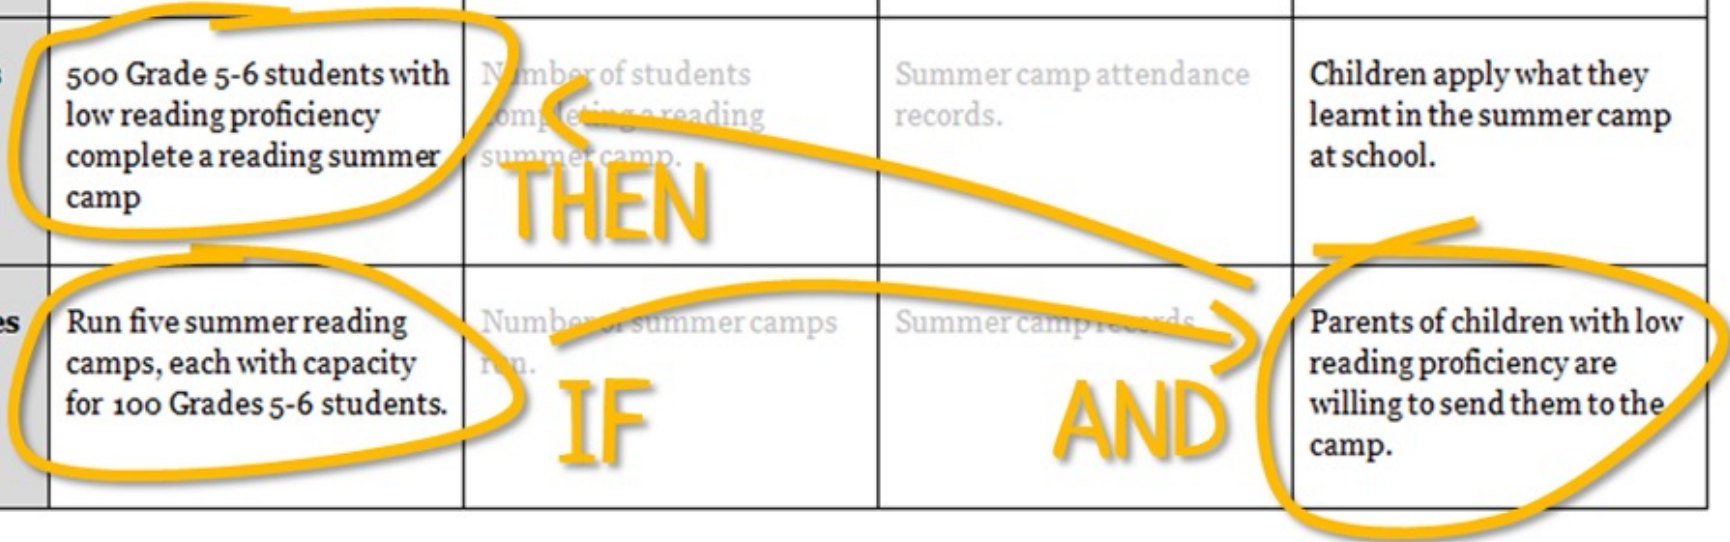 s
500 Grade 5-6 students with
low reading proficiency
complete a reading summer
camp
Number of students
completing a reading
summer camp.
Summer camp attendance
records.
Children apply what they
learnt in the summer camp
at school.
THEN
es
Run five summer reading
camps, each with capacity
for 100 Grades 5-6 students.
Number of summer camps
run.
Summer camp records.
Parents of children with low
reading proficiency are
willing to send them to the
camp.
IF
AND